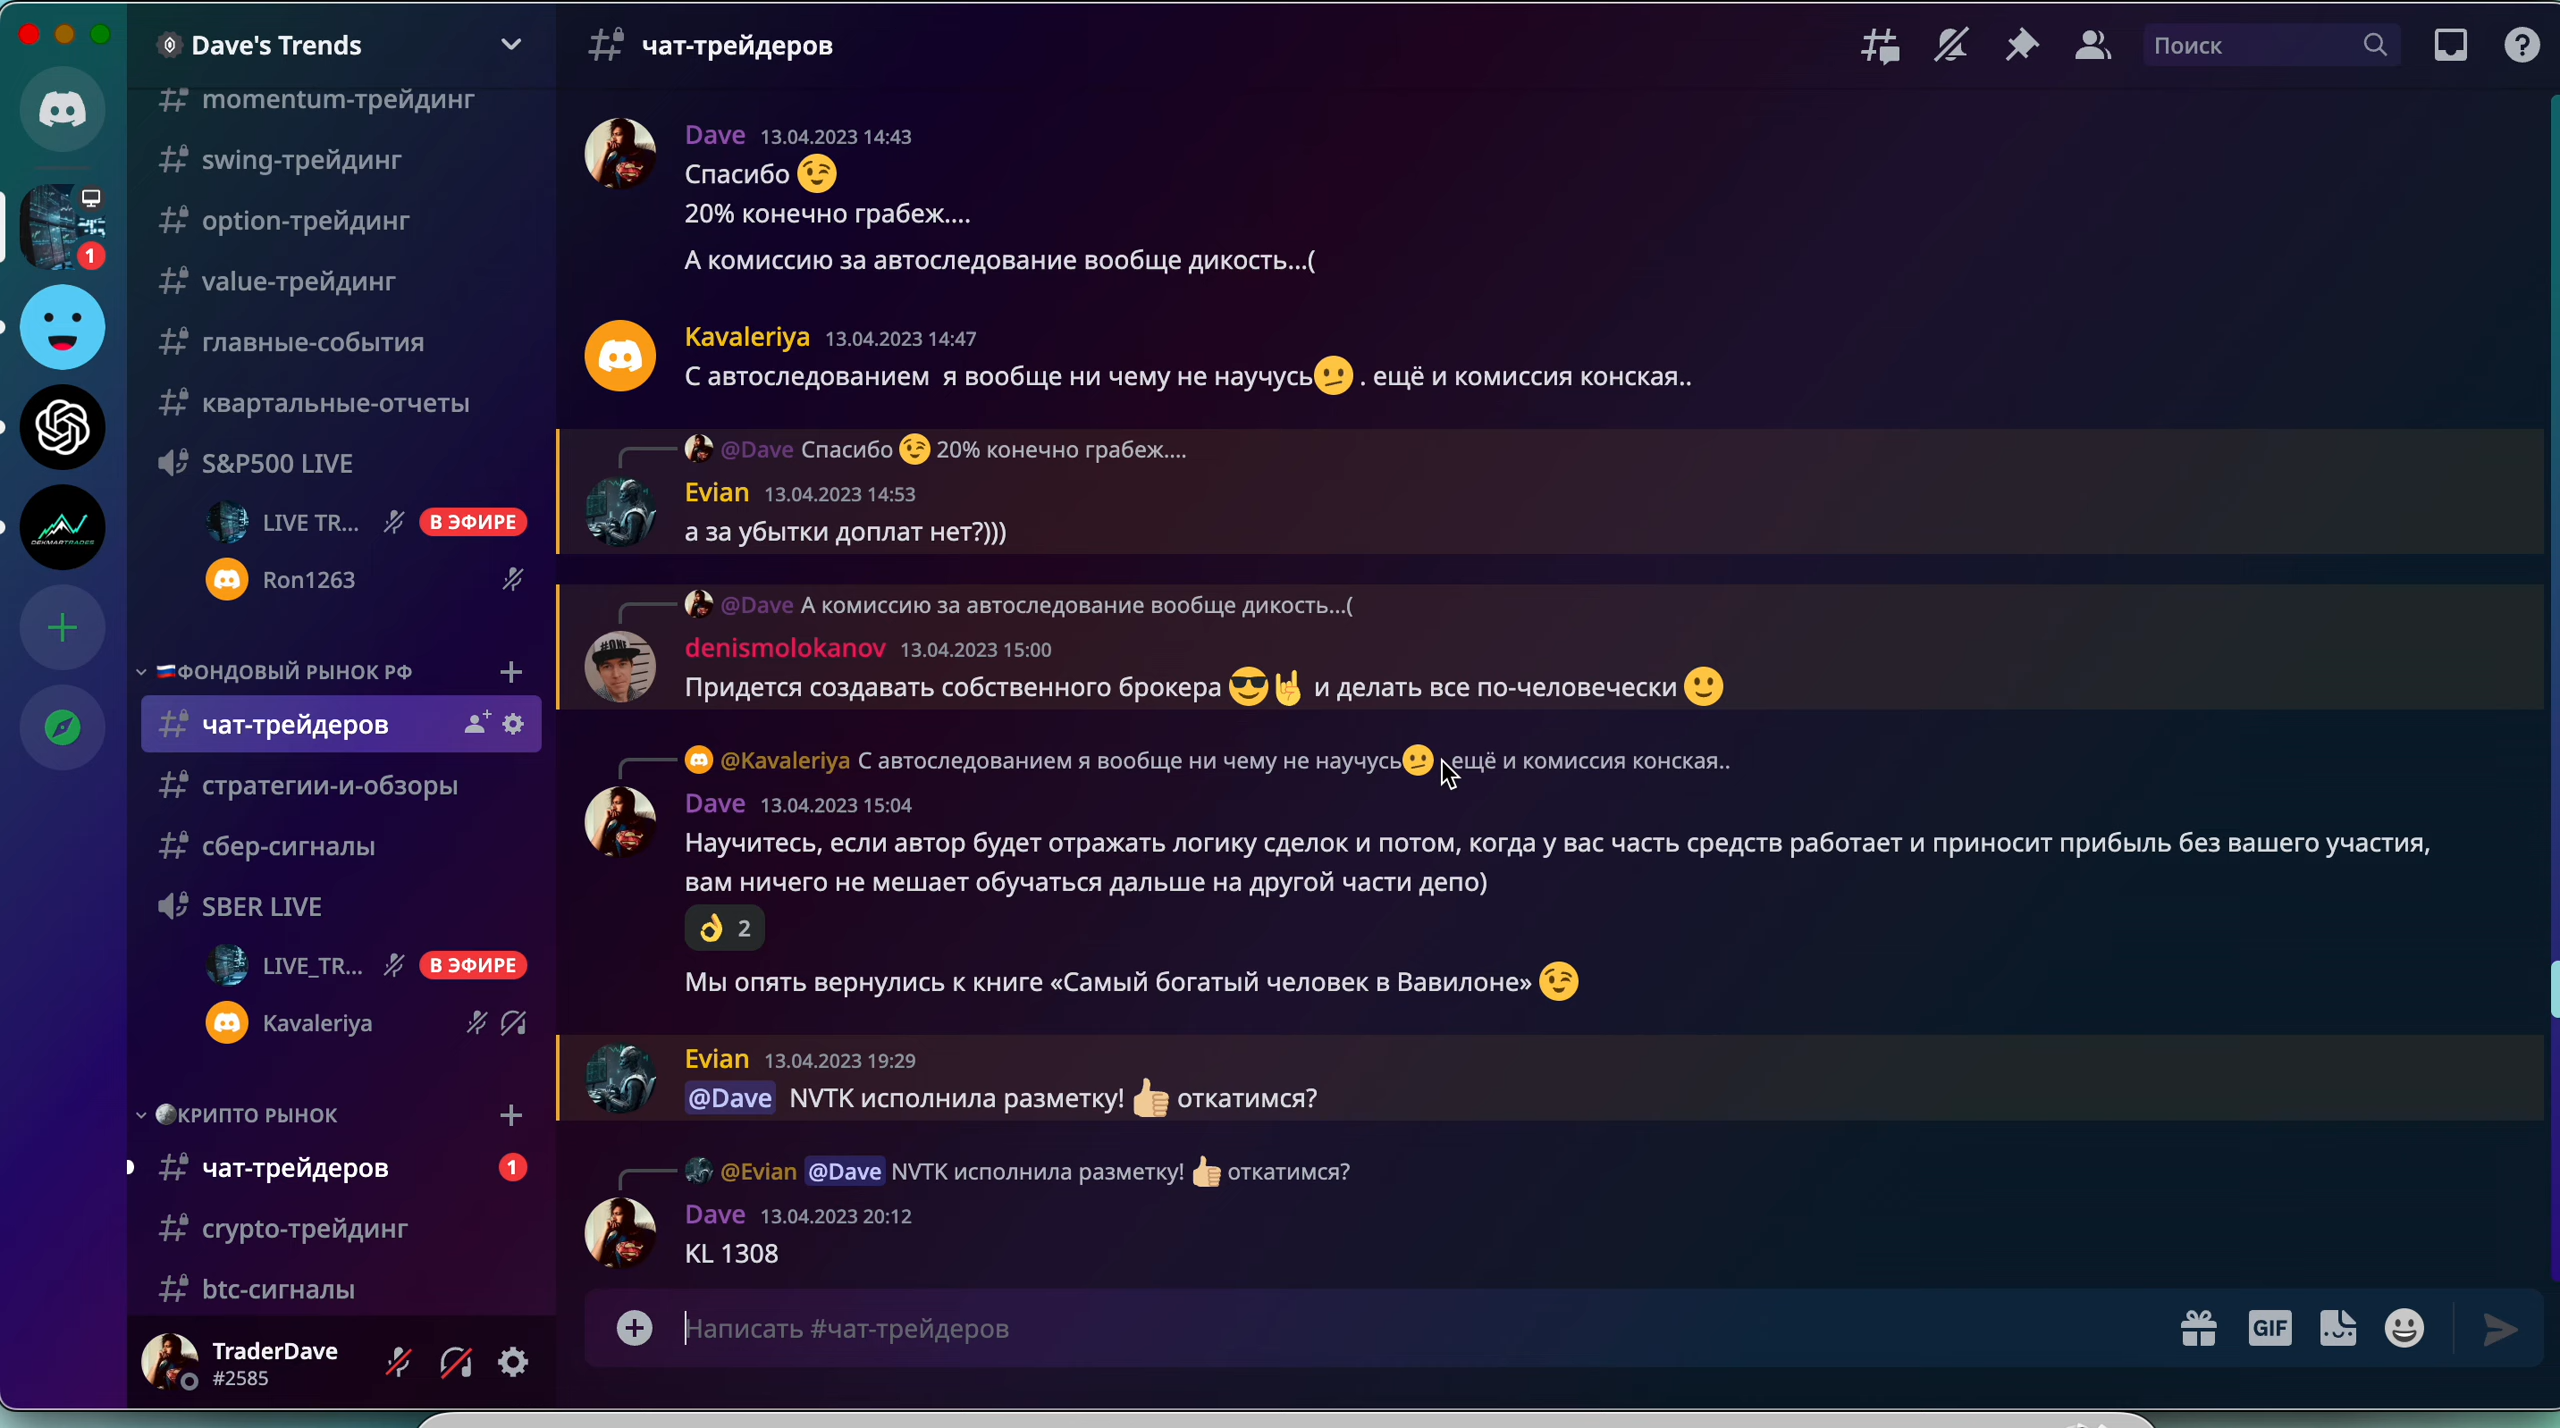 Dave's Trends
momentum-трейдинг
swing-трейдинг
option-трейдинг
value-трейдинг
главные-события
квартальные-отчеты
S&P500 LIVE
LIVE TR... В ЭФИРЕ
Ron1263
ФОНДОВЫЙ РЫНОК РФ
чат-трейдеров
стратегии-и-обзоры
сбер-сигналы
SBER LIVE
LIVE_TR... В ЭФИРЕ
Kavaleriya
КРИПТО РЫНОК
чат-трейдеров 1
crypto-трейдинг
btc-сигналы
TraderDave
#2585
1
DEKMARTRADES
чат-трейдеров
Поиск
Dave 13.04.2023 14:43
Спасибо 😉
20% конечно грабеж....
А комиссию за автоследование вообще дикость...(
Kavaleriya 13.04.2023 14:47
С автоследованием я вообще ни чему не научусь🫤 . ещё и комиссия конская..
@Dave Спасибо 😉 20% конечно грабеж....
Evian 13.04.2023 14:53
а за убытки доплат нет?)))
@Dave А комиссию за автоследование вообще дикость...(
denismolokanov 13.04.2023 15:00
Придется создавать собственного брокера 😎🤘 и делать все по-человечески 🙂
@Kavaleriya С автоследованием я вообще ни чему не научусь🫤 ещё и комиссия конская..
Dave 13.04.2023 15:04
Научитесь, если автор будет отражать логику сделок и потом, когда у вас часть средств работает и приносит прибыль без вашего участия,
вам ничего не мешает обучаться дальше на другой части депо)
👌 2
Мы опять вернулись к книге «Самый богатый человек в Вавилоне» 😉
Evian 13.04.2023 19:29
@Dave NVTK исполнила разметку! 👍 откатимся?
@Evian @Dave NVTK исполнила разметку! 👍 откатимся?
Dave 13.04.2023 20:12
KL 1308
Написать #чат-трейдеров
GIF